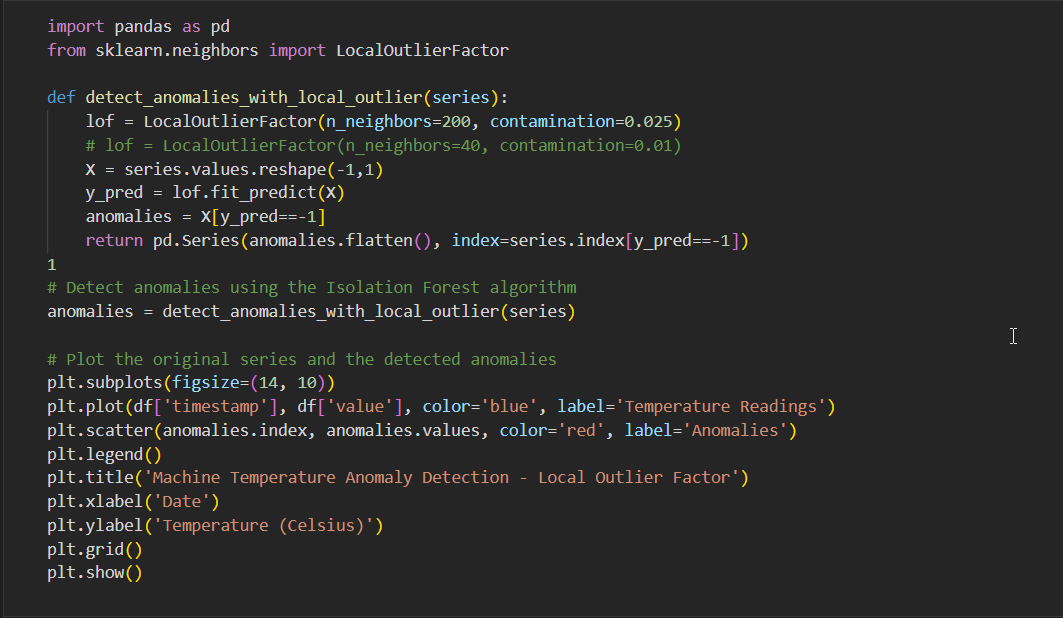 import pandas as pd
from sklearn.neighbors import LocalOutlierFactor
def detect_anomalies_with_local_outlier(series):
    lof = LocalOutlierFactor(n_neighbors=200, contamination=0.025)
    # lof = LocalOutlierFactor(n_neighbors=40, contamination=0.01)
    X = series.values.reshape(-1,1)
    y_pred = lof.fit_predict(X)
    anomalies = X[y_pred==-1]
    return pd.Series(anomalies.flatten(), index=series.index[y_pred==-1])
1
# Detect anomalies using the Isolation Forest algorithm
anomalies = detect_anomalies_with_local_outlier(series)
# Plot the original series and the detected anomalies
plt.subplots(figsize=(14, 10))
plt.plot(df['timestamp'], df['value'], color='blue', label='Temperature Readings')
plt.scatter(anomalies.index, anomalies.values, color='red', label='Anomalies')
plt.legend()
plt.title('Machine Temperature Anomaly Detection - Local Outlier Factor')
plt.xlabel('Date')
plt.ylabel('Temperature (Celsius)')
plt.grid()
plt.show()